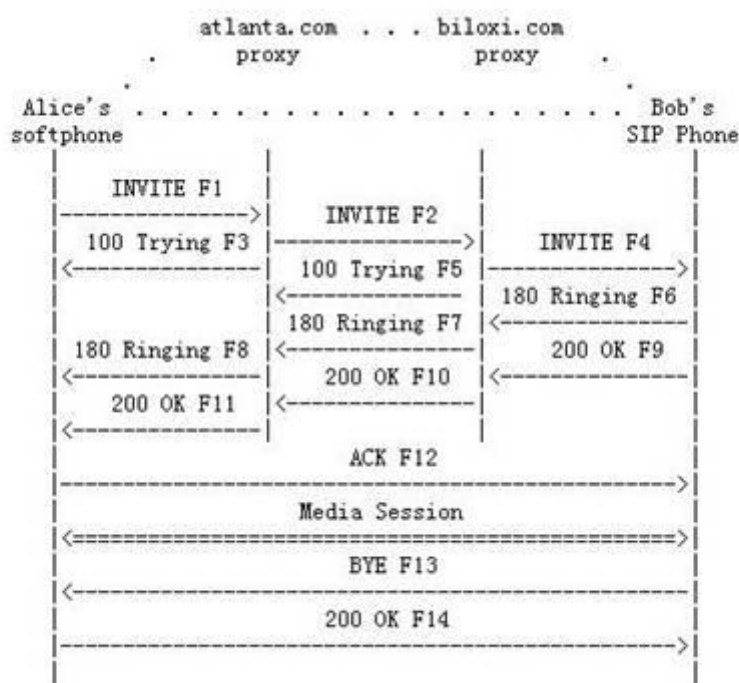 atlanta.com . . . biloxi.com
. proxy proxy .
Alice's . . . . . . . . . . . . . . . . . . . . Bob's
softphone SIP Phone
INVITE F1
INVITE F2
100 Trying F3 INVITE F4
100 Trying F5
180 Ringing F6
180 Ringing F7
180 Ringing F8 200 OK F9
200 OK F10
200 OK F11
ACK F12
Media Session
BYE F13
200 OK F14